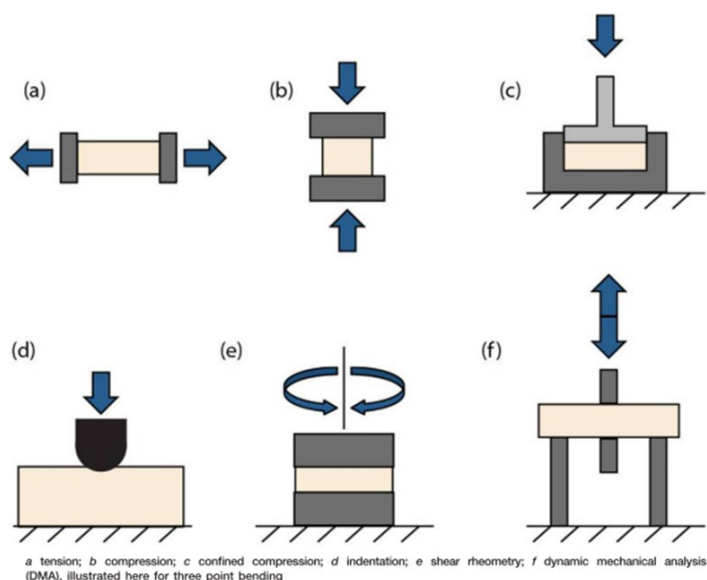 (a)
(b)
(c)
(d)
(e)
(f)
a tension; b compression; c confined compression; d indentation; e shear rheometry; f dynamic mechanical analysis
(DMA), illustrated here for three point bending